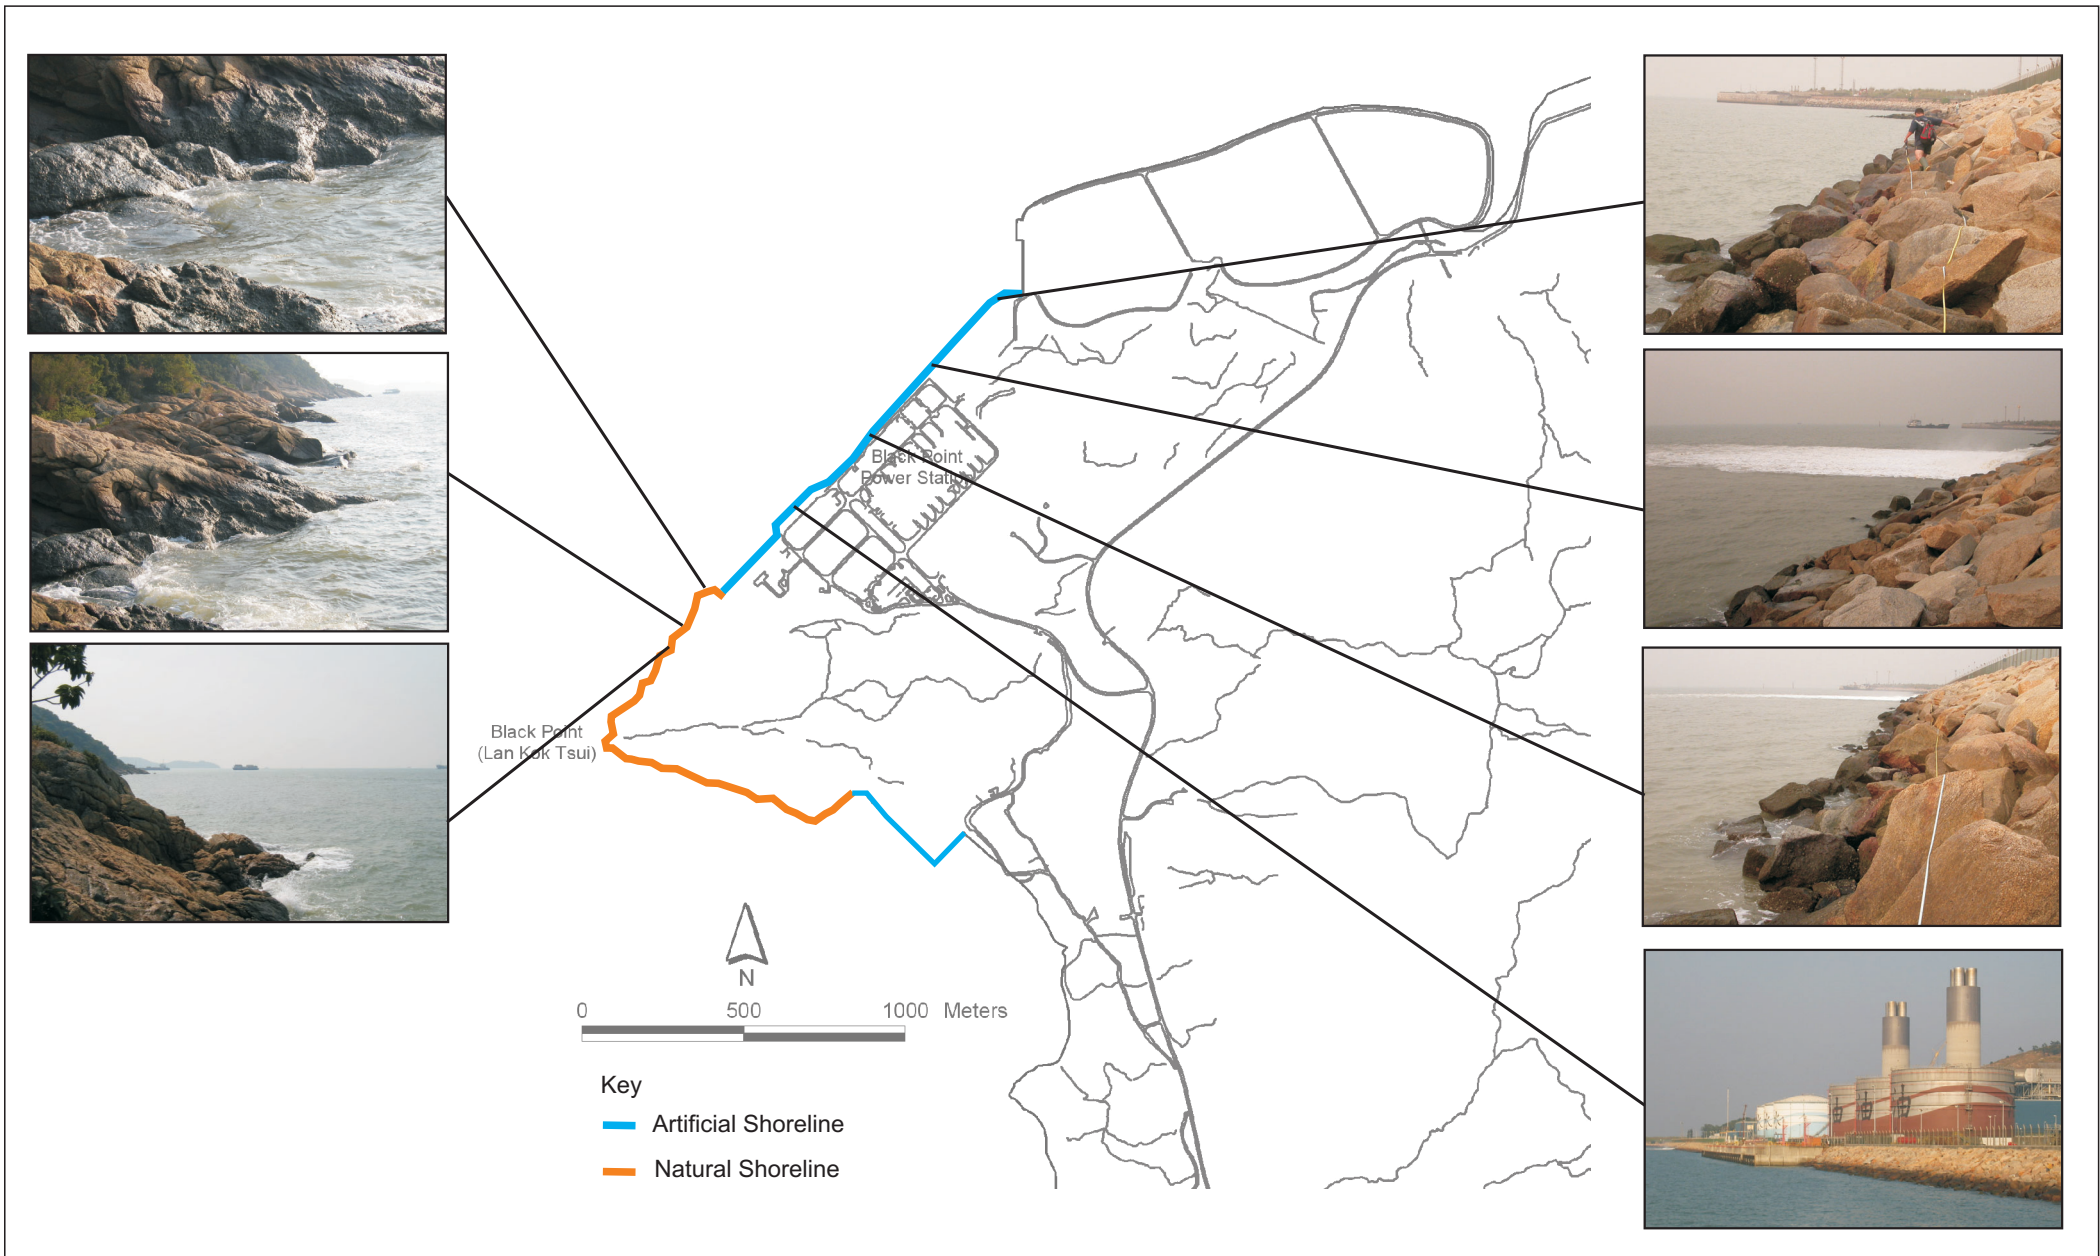 Black Point
Power Station
Black Point
(Lan Kok Tsui)
N
0 500 1000 Meters
Key
Artificial Shoreline
Natural Shoreline